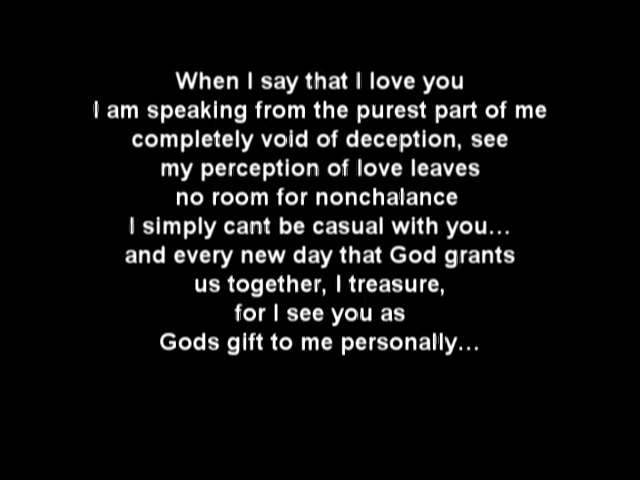 When I say that I love you
I am speaking from the purest part of me
completely void of deception, see
my perception of love leaves
no room for nonchalance
I simply cant be casual with you...
and every new day that God grants
us together, I treasure,
for I see you as
Gods gift to me personally...